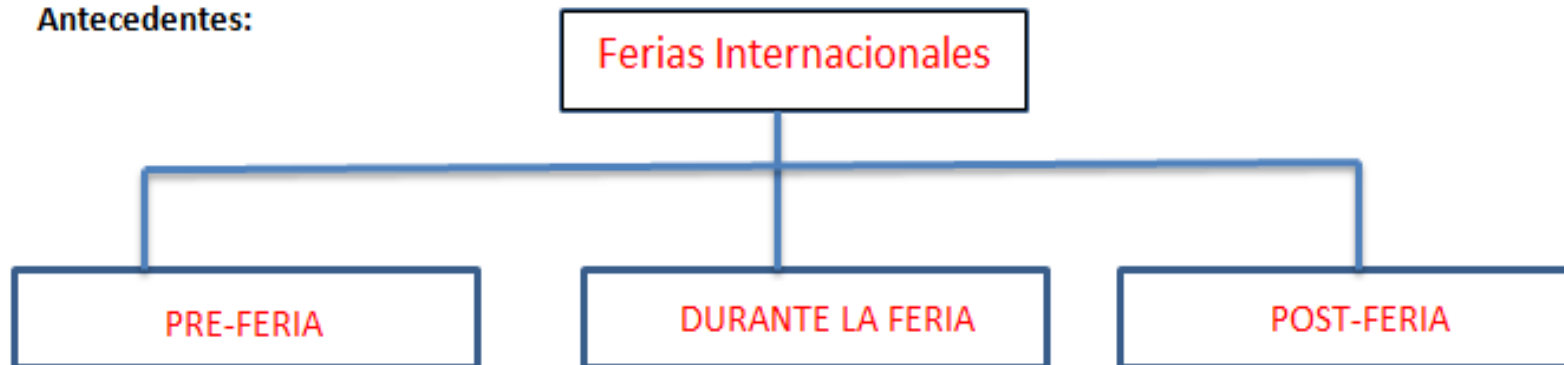 Antecedentes:
Ferias Internacionales
PRE-FERIA
DURANTE LA FERIA
POST-FERIA